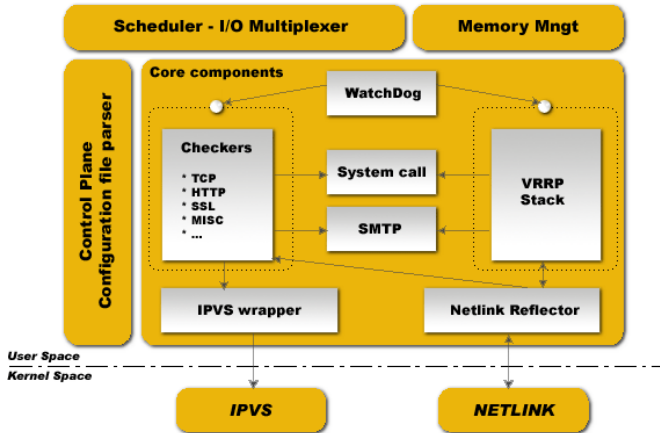 Scheduler - I/O Multiplexer
Memory Mngt
Control Plane
Configuration file parser
Core components
WatchDog
Checkers
* TCP
* HTTP
* SSL
* MISC
* ...
System call
SMTP
VRRP
Stack
IPVS wrapper
Netlink Reflector
User Space
Kernel Space
IPVS
NETLINK